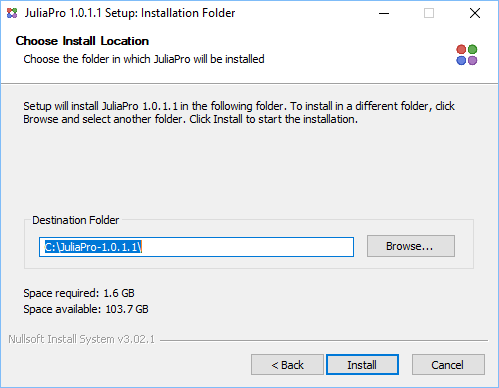 JuliaPro 1.0.1.1 Setup: Installation Folder
Choose Install Location
Choose the folder in which JuliaPro will be installed
Setup will install JuliaPro 1.0.1.1 in the following folder. To install in a different folder, click
Browse and select another folder. Click Install to start the installation.
Destination Folder
C:\JuliaPro-1.0.1.1\
Browse...
Space required: 1.6 GB
Space available: 103.7 GB
Nullsoft Install System v3.02.1
< Back
Install
Cancel